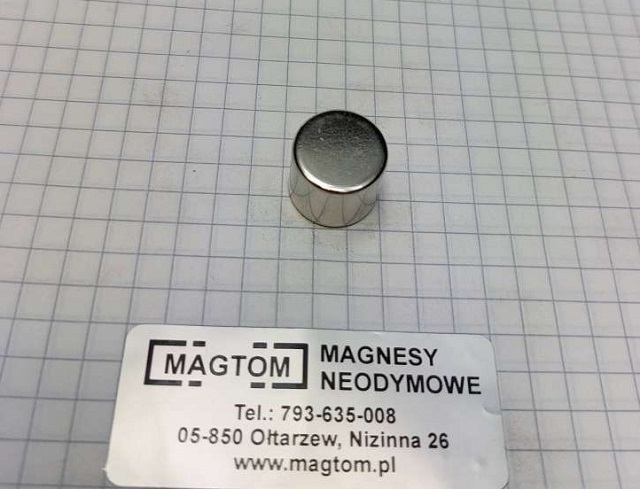 MAGTOM
MAGNESY
NEODYMOWE
Tel.: 793-635-008
05-850 Ołtarzew, Nizinna 26
www.magtom.pl